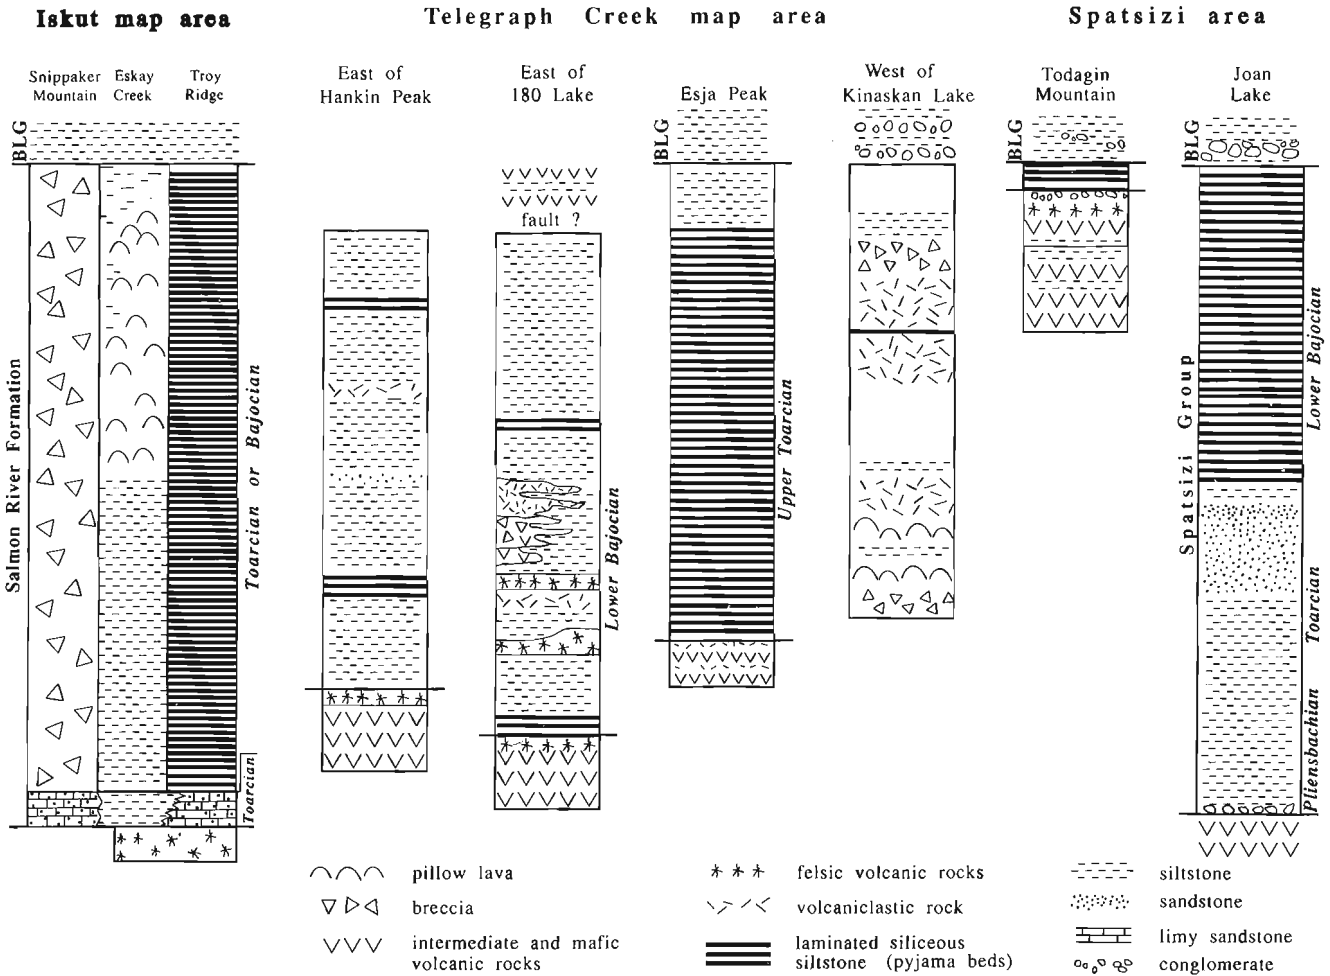 Iskut map area
Telegraph Creek map area
Spatsizi area
Snippaker
Mountain
Eskay
Creek
Troy
Ridge
East of
Hankin Peak
East of
180 Lake
Esja Peak
West of
Kinaskan Lake
Todagin
Mountain
Joan
Lake
BLG
BLG
BLG
BLG
fault ?
Salmon River Formation
Toarcian or Bajocian
Toarcian
Lower Bajocian
Upper Toarcian
Spatsizi Group
Lower Bajocian
Toarcian
Pliensbachian
pillow lava
breccia
intermediate and mafic
volcanic rocks
felsic volcanic rocks
volcaniclastic rock
laminated siliceous
siltstone (pyjama beds)
siltstone
sandstone
limy sandstone
conglomerate